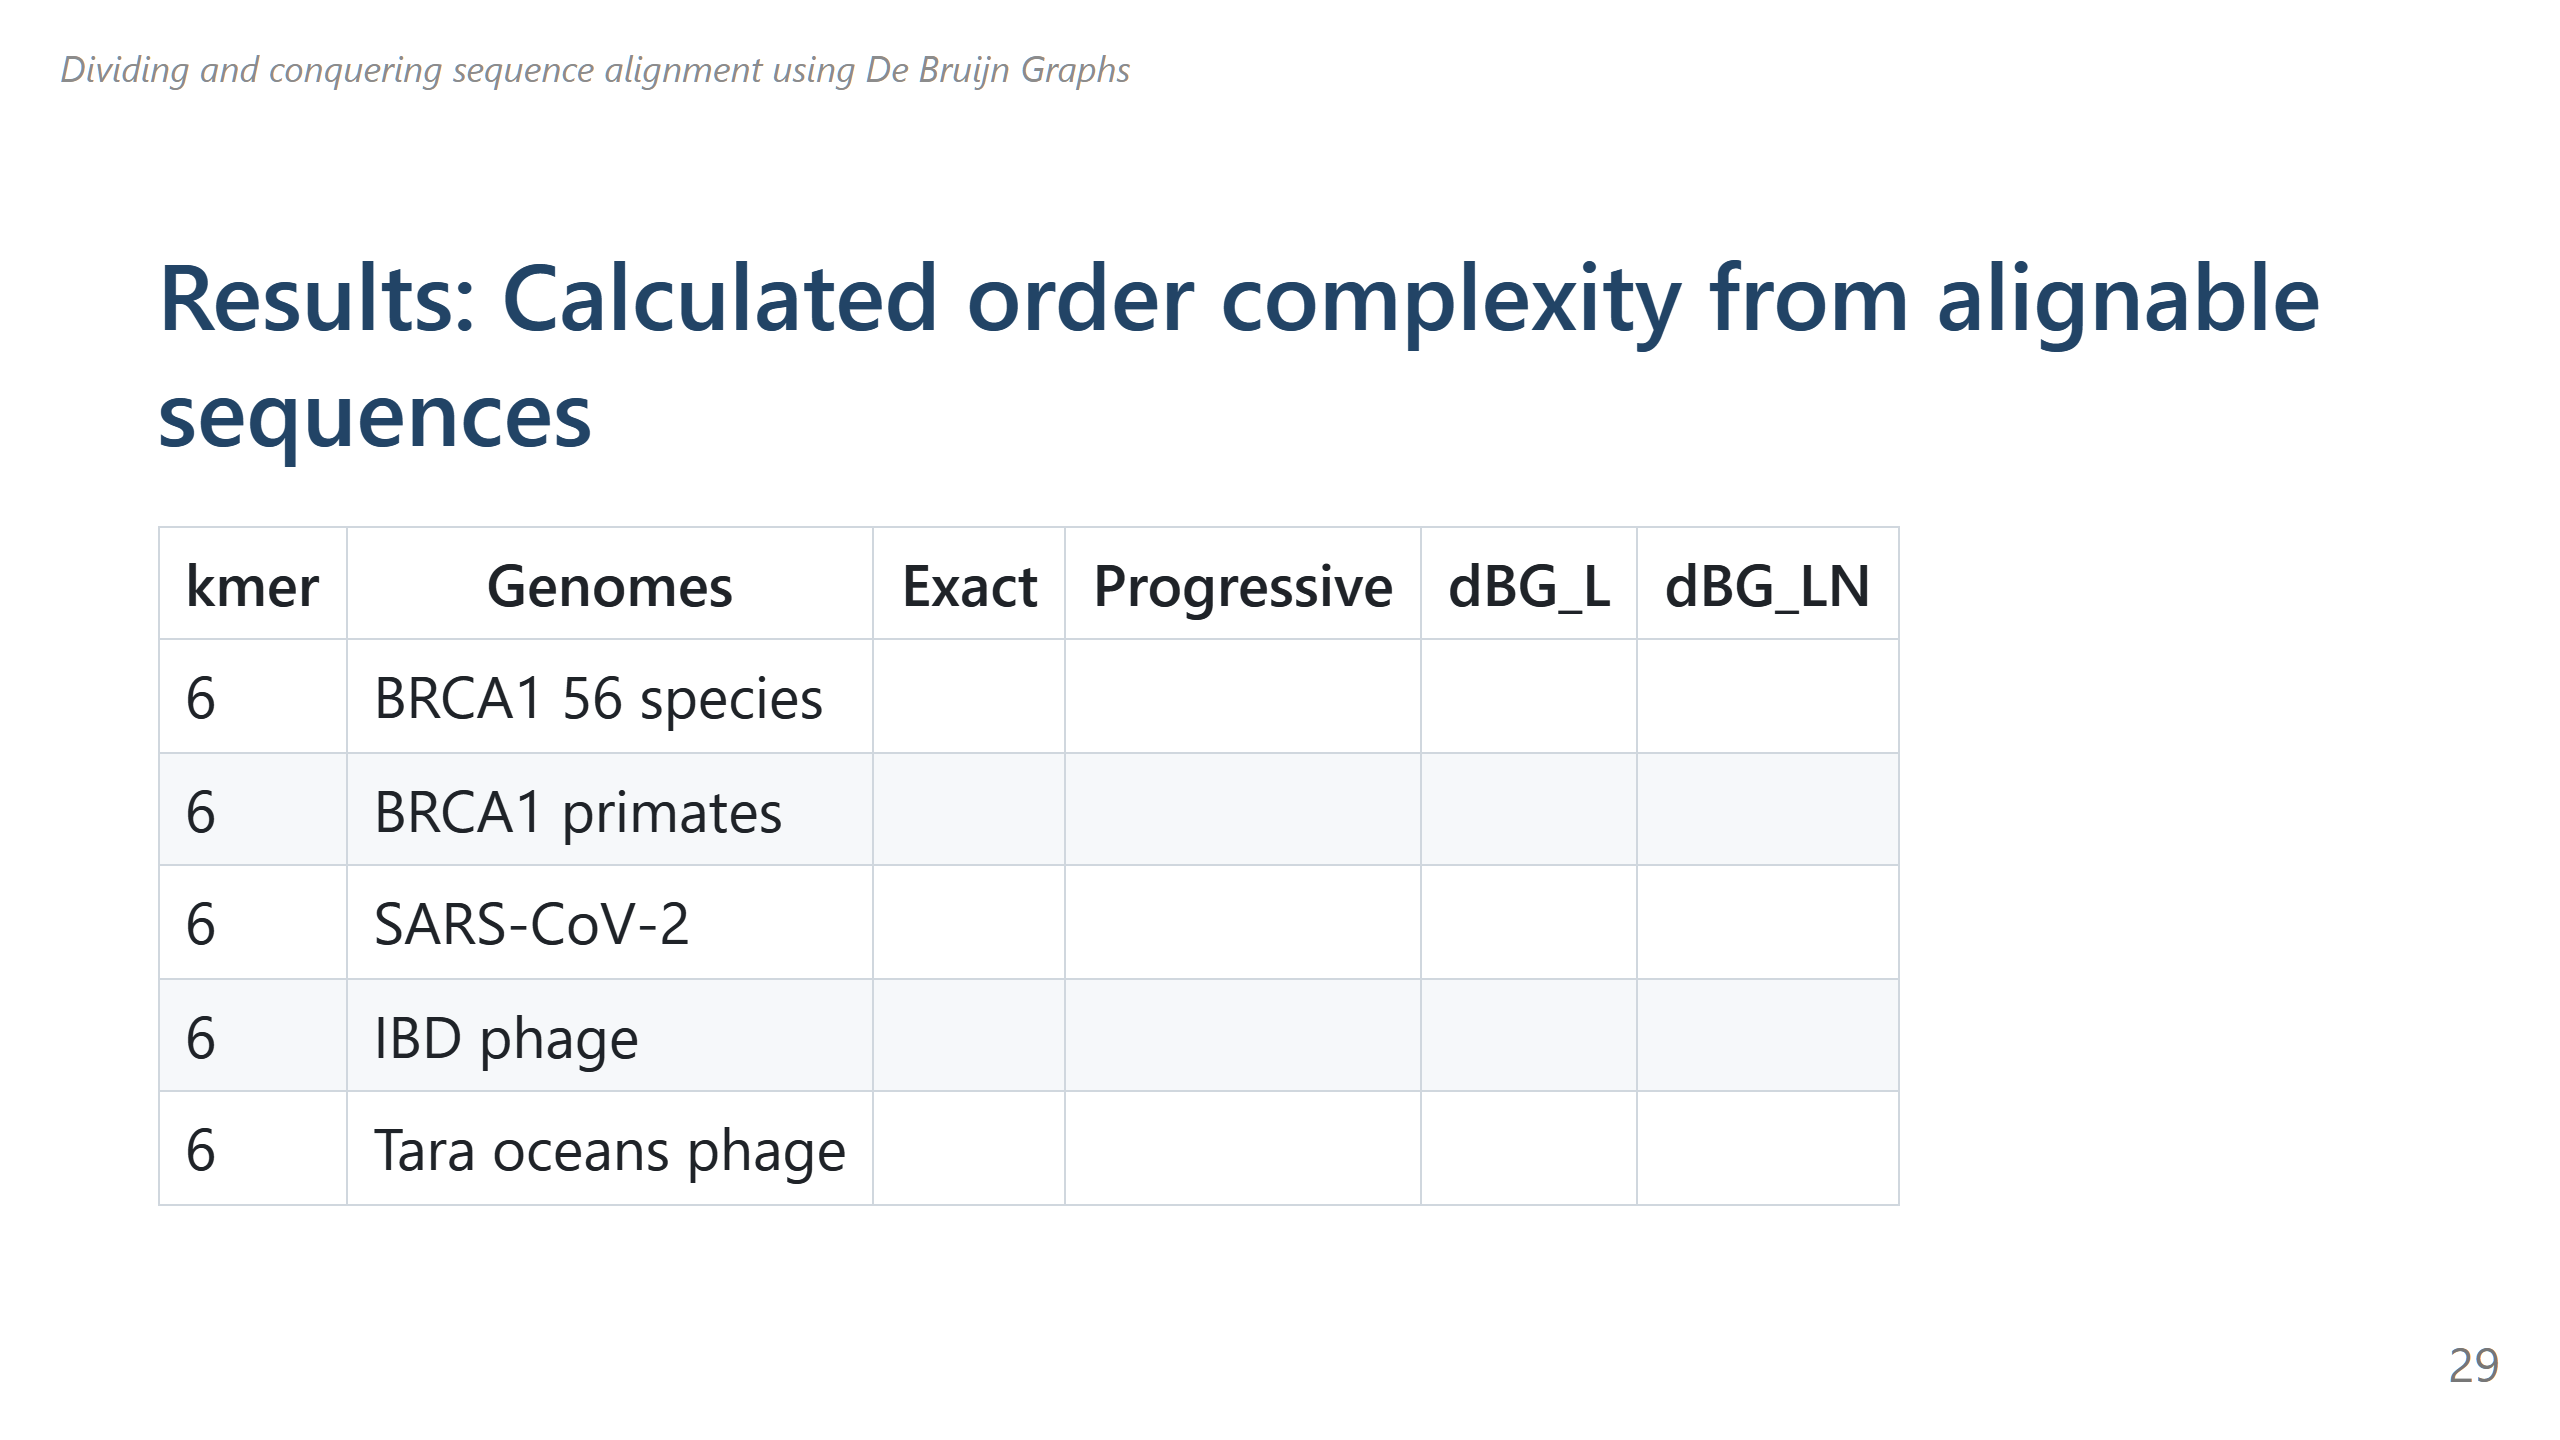 Dividing and conquering sequence alignment using De Bruijn Graphs
Results: Calculated order complexity from alignable
sequences
kmer Genomes Exact Progressive dBG_L dBG_LN
6 BRCA1 56 species
6 BRCA1 primates
6 SARS-CoV-2
6 IBD phage
6 Tara oceans phage
29